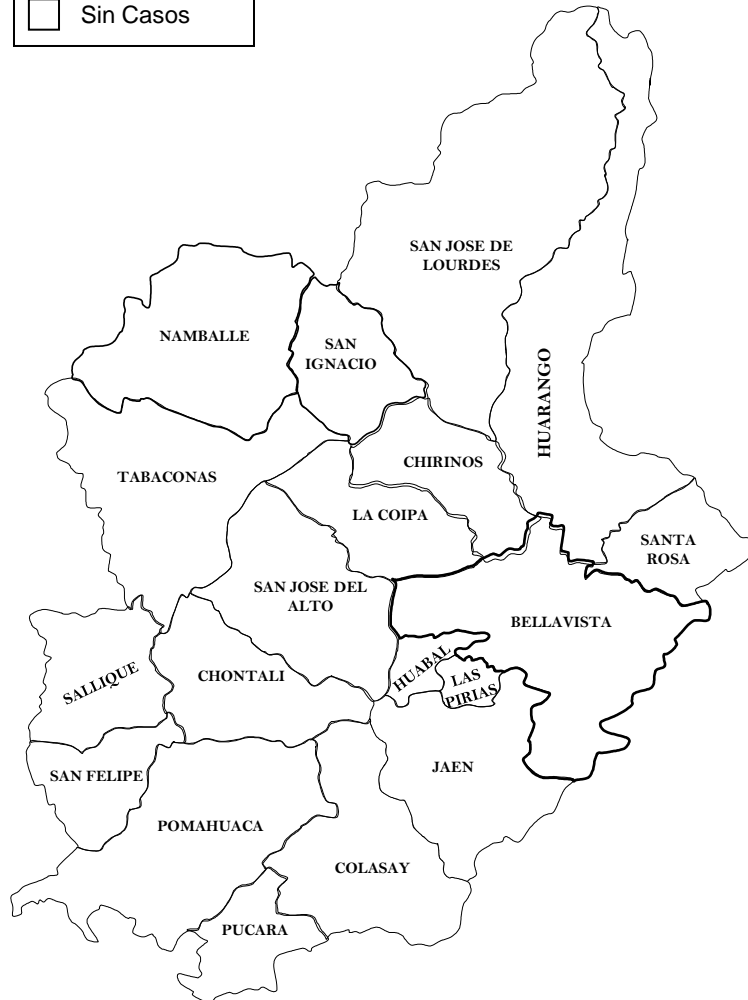 Sin Casos
SAN JOSE DE
LOURDES
NAMBALLE
SAN
IGNACIO
HUARANGO
CHIRINOS
TABACONAS
LA COIPA
SANTA
ROSA
SAN JOSE DEL
ALTO
BELLAVISTA
HUABAL
LAS
PIRIAS
SALLIQUE
CHONTALI
SAN FELIPE
JAEN
POMAHUACA
COLASAY
PUCARA